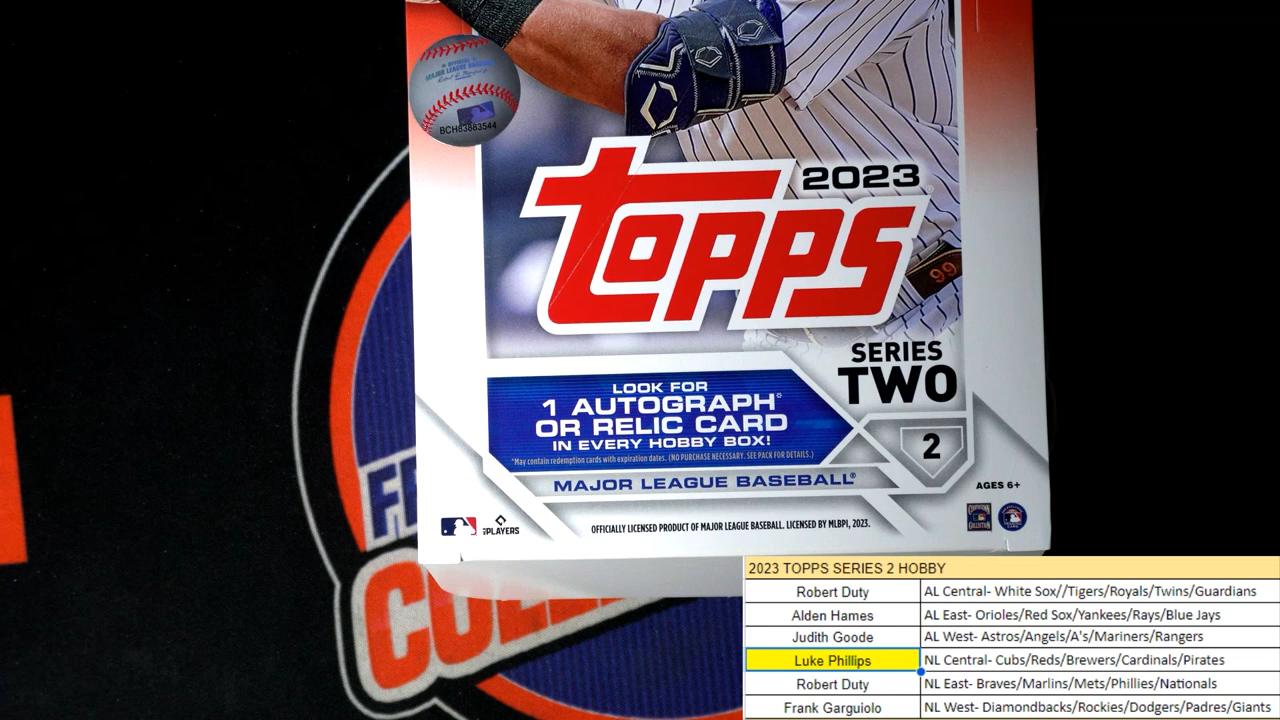 OFFICIAL
MAJOR LEAGUE BASEBALL
BCH83883544
2023
topps
SERIES
TWO
LOOK FOR
1 AUTOGRAPH*
OR RELIC CARD
IN EVERY HOBBY BOX!
*May contain redemption cards with expiration dates. (NO PURCHASE NECESSARY. SEE PACK FOR DETAILS.)
2
MAJOR LEAGUE BASEBALL®
99
AGES 6+
PLAYERS
OFFICIALLY LICENSED PRODUCT OF MAJOR LEAGUE BASEBALL. LICENSED BY MLBPI, 2023.
2023 TOPPS SERIES 2 HOBBY
Robert Duty AL Central- White Sox//Tigers/Royals/Twins/Guardians
Alden Hames AL East- Orioles/Red Sox/Yankees/Rays/Blue Jays
Judith Goode AL West- Astros/Angels/A's/Mariners/Rangers
Luke Phillips NL Central- Cubs/Reds/Brewers/Cardinals/Pirates
Robert Duty NL East- Braves/Marlins/Mets/Phillies/Nationals
Frank Garguiolo NL West- Diamondbacks/Rockies/Dodgers/Padres/Giants